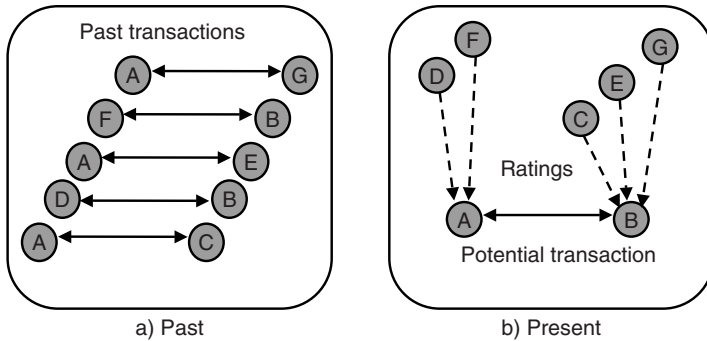 Past transactions
A G
F B
A E
D B
A C
a) Past
F G
D E
C
Ratings
A B
Potential transaction
b) Present